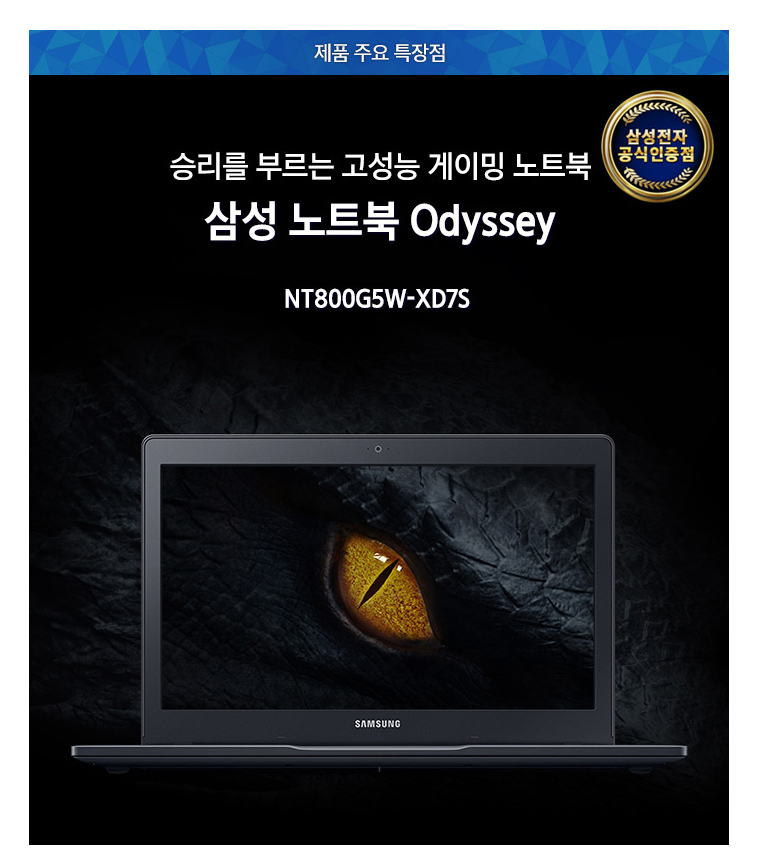 제품 주요 특장점
삼성전자
공식인증점
승리를 부르는 고성능 게이밍 노트북
삼성 노트북 Odyssey
NT800G5W-XD7S
SAMSUNG